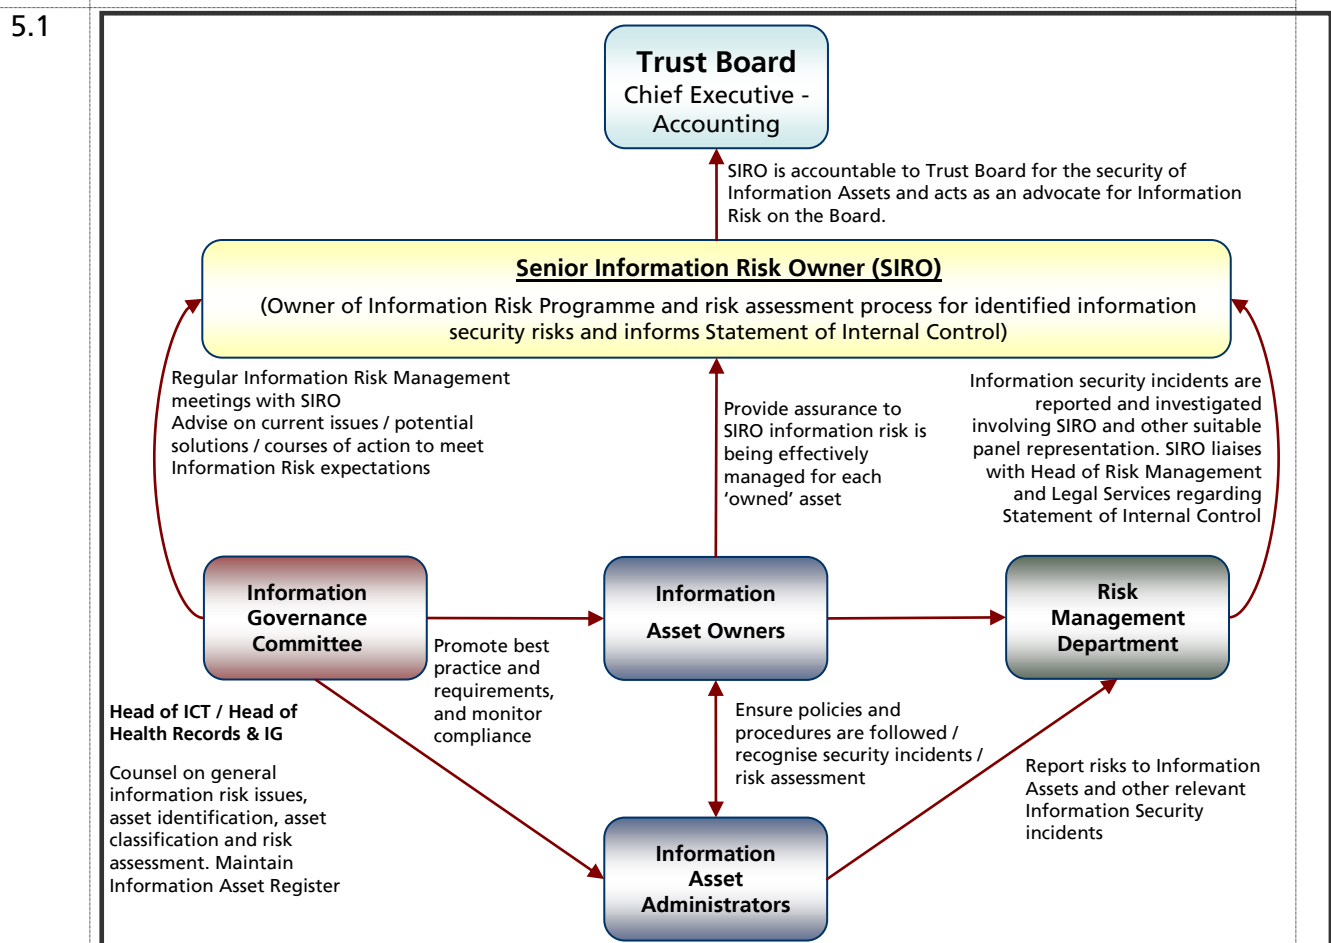 5.1
Trust Board
Chief Executive -
Accounting
SIRO is accountable to Trust Board for the security of
Information Assets and acts as an advocate for Information
Risk on the Board.
Senior Information Risk Owner (SIRO)
(Owner of Information Risk Programme and risk assessment process for identified information
security risks and informs Statement of Internal Control)
Regular Information Risk Management
meetings with SIRO
Advise on current issues / potential
solutions / courses of action to meet
Information Risk expectations
Provide assurance to
SIRO information risk is
being effectively
managed for each
‘owned’ asset
Information security incidents are
reported and investigated
involving SIRO and other suitable
panel representation. SIRO liaises
with Head of Risk Management
and Legal Services regarding
Statement of Internal Control
Information
Governance
Committee
Information
Asset Owners
Risk
Management
Department
Promote best
practice and
requirements,
and monitor
compliance
Head of ICT / Head of
Health Records & IG
Counsel on general
information risk issues,
asset identification, asset
classification and risk
assessment. Maintain
Information Asset Register
Ensure policies and
procedures are followed /
recognise security incidents /
risk assessment
Report risks to Information
Assets and other relevant
Information Security
incidents
Information
Asset
Administrators